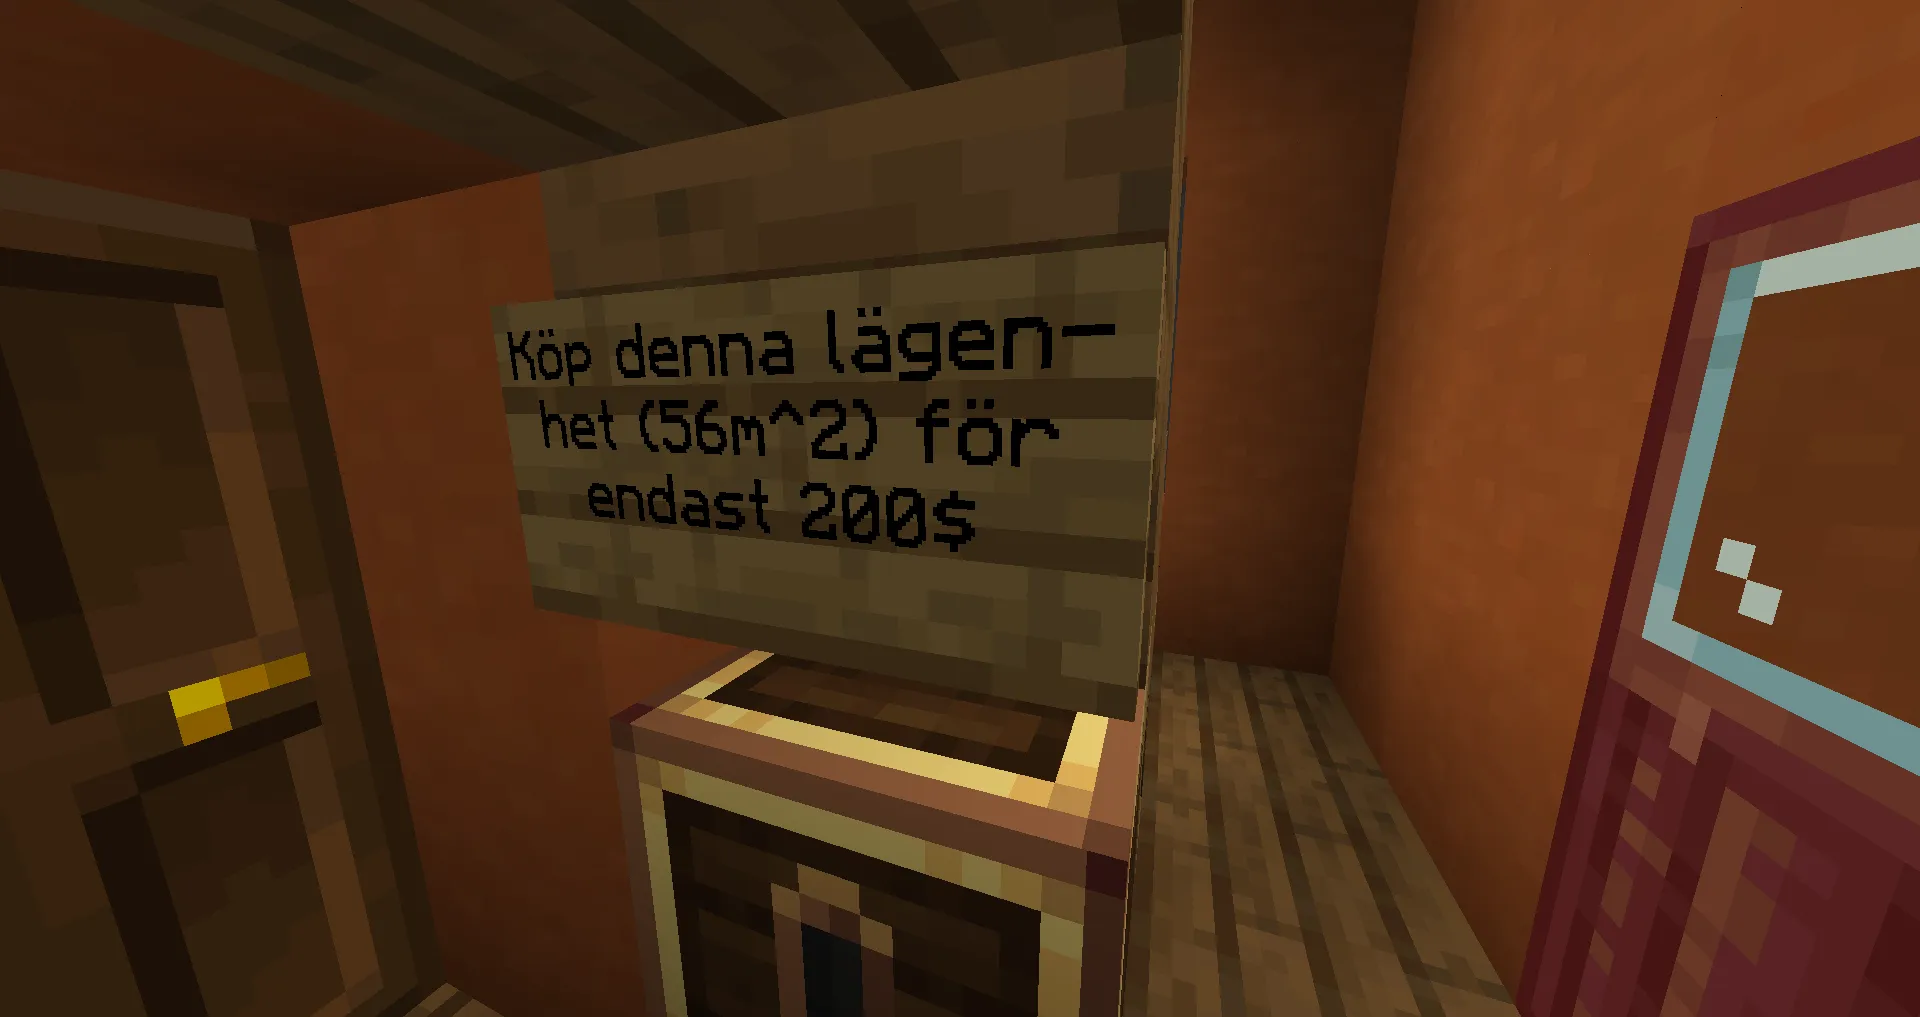 Köp denna lägen-
het (56m^2) för
endast 200$